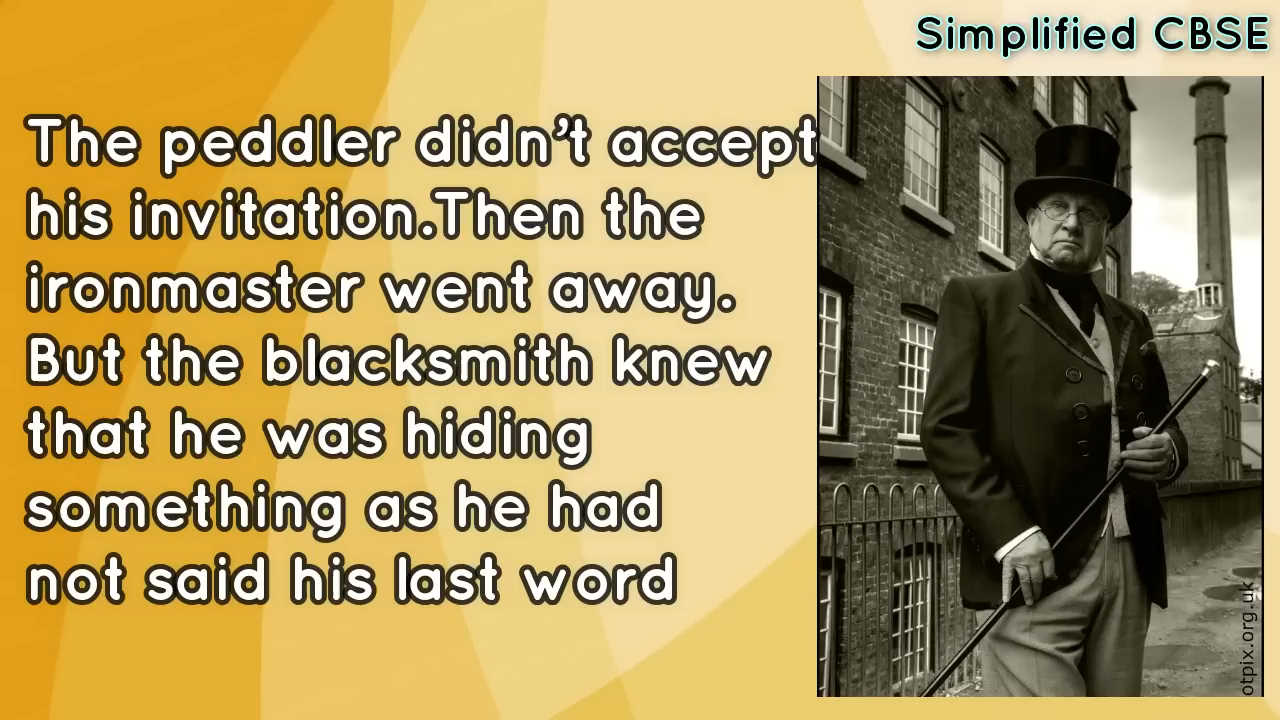 Simplified CBSE
The peddler didn't accept
his invitation.Then the
ironmaster went away.
But the blacksmith knew
that he was hiding
something as he had
not said his last word
otpix.org.uk